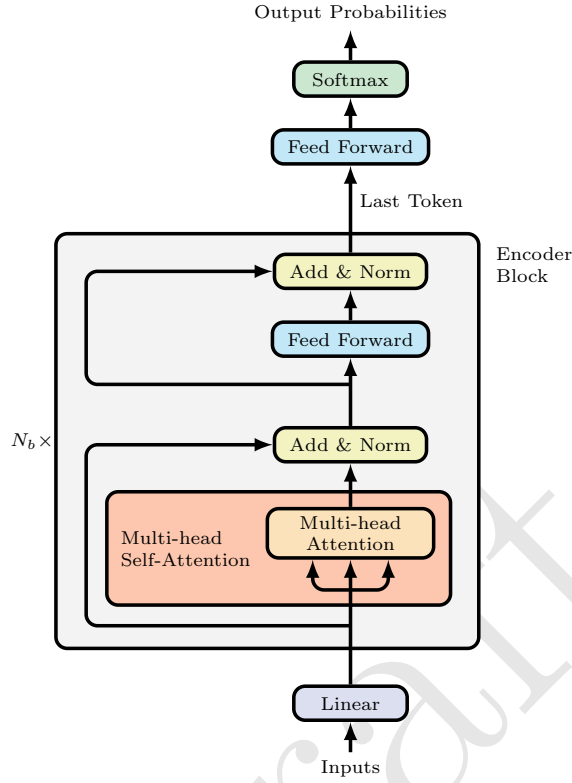 Output Probabilities
Softmax
Feed Forward
Last Token
Encoder
Block
Add & Norm
Feed Forward
N_b×
Add & Norm
Multi-head
Attention
Multi-head
Self-Attention
Linear
Inputs